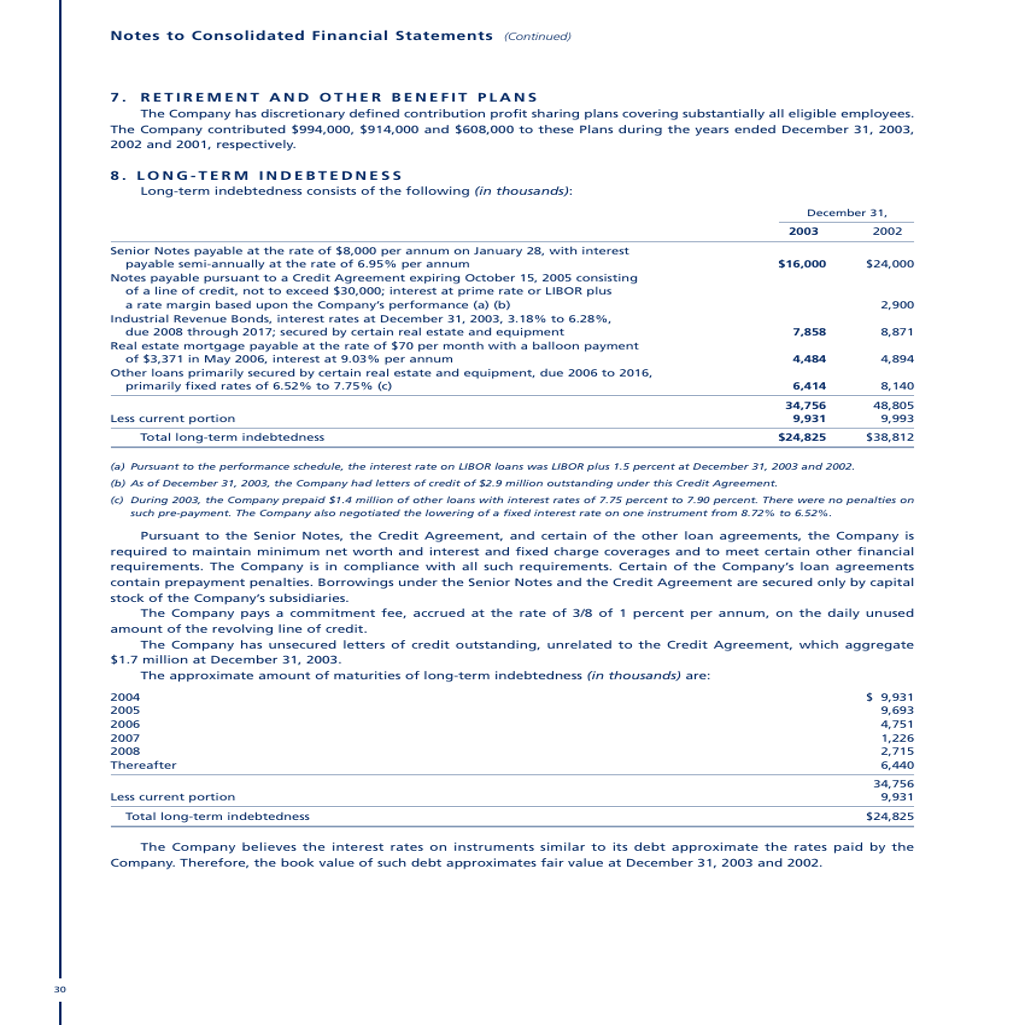 Notes to Consolidated Financial Statements (Continued)
7. RETIREMENT AND OTHER BENEFIT PLANS
The Company has discretionary defined contribution profit sharing plans covering substantially all eligible employees.
The Company contributed $994,000, $914,000 and $608,000 to these Plans during the years ended December 31, 2003,
2002 and 2001, respectively.
8. LONG-TERM INDEBTEDNESS
Long-term indebtedness consists of the following (in thousands):
December 31,
2003 2002
Senior Notes payable at the rate of $8,000 per annum on January 28, with interest
payable semi-annually at the rate of 6.95% per annum $16,000 $24,000
Notes payable pursuant to a Credit Agreement expiring October 15, 2005 consisting
of a line of credit, not to exceed $30,000; interest at prime rate or LIBOR plus
a rate margin based upon the Company's performance (a) (b) 2,900
Industrial Revenue Bonds, interest rates at December 31, 2003, 3.18% to 6.28%,
due 2008 through 2017; secured by certain real estate and equipment 7,858 8,871
Real estate mortgage payable at the rate of $70 per month with a balloon payment
of $3,371 in May 2006, interest at 9.03% per annum 4,484 4,894
Other loans primarily secured by certain real estate and equipment, due 2006 to 2016,
primarily fixed rates of 6.52% to 7.75% (c) 6,414 8,140
34,756 48,805
Less current portion 9,931 9,993
Total long-term indebtedness $24,825 $38,812
(a) Pursuant to the performance schedule, the interest rate on LIBOR loans was LIBOR plus 1.5 percent at December 31, 2003 and 2002.
(b) As of December 31, 2003, the Company had letters of credit of $2.9 million outstanding under this Credit Agreement.
(c) During 2003, the Company prepaid $1.4 million of other loans with interest rates of 7.75 percent to 7.90 percent. There were no penalties on
such pre-payment. The Company also negotiated the lowering of a fixed interest rate on one instrument from 8.72% to 6.52%.
Pursuant to the Senior Notes, the Credit Agreement, and certain of the other loan agreements, the Company is
required to maintain minimum net worth and interest and fixed charge coverages and to meet certain other financial
requirements. The Company is in compliance with all such requirements. Certain of the Company's loan agreements
contain prepayment penalties. Borrowings under the Senior Notes and the Credit Agreement are secured only by capital
stock of the Company's subsidiaries.
The Company pays a commitment fee, accrued at the rate of 3/8 of 1 percent per annum, on the daily unused
amount of the revolving line of credit.
The Company has unsecured letters of credit outstanding, unrelated to the Credit Agreement, which aggregate
$1.7 million at December 31, 2003.
The approximate amount of maturities of long-term indebtedness (in thousands) are:
2004 $ 9,931
2005 9,693
2006 4,751
2007 1,226
2008 2,715
Thereafter 6,440
34,756
Less current portion 9,931
Total long-term indebtedness $24,825
The Company believes the interest rates on instruments similar to its debt approximate the rates paid by the
Company. Therefore, the book value of such debt approximates fair value at December 31, 2003 and 2002.
30